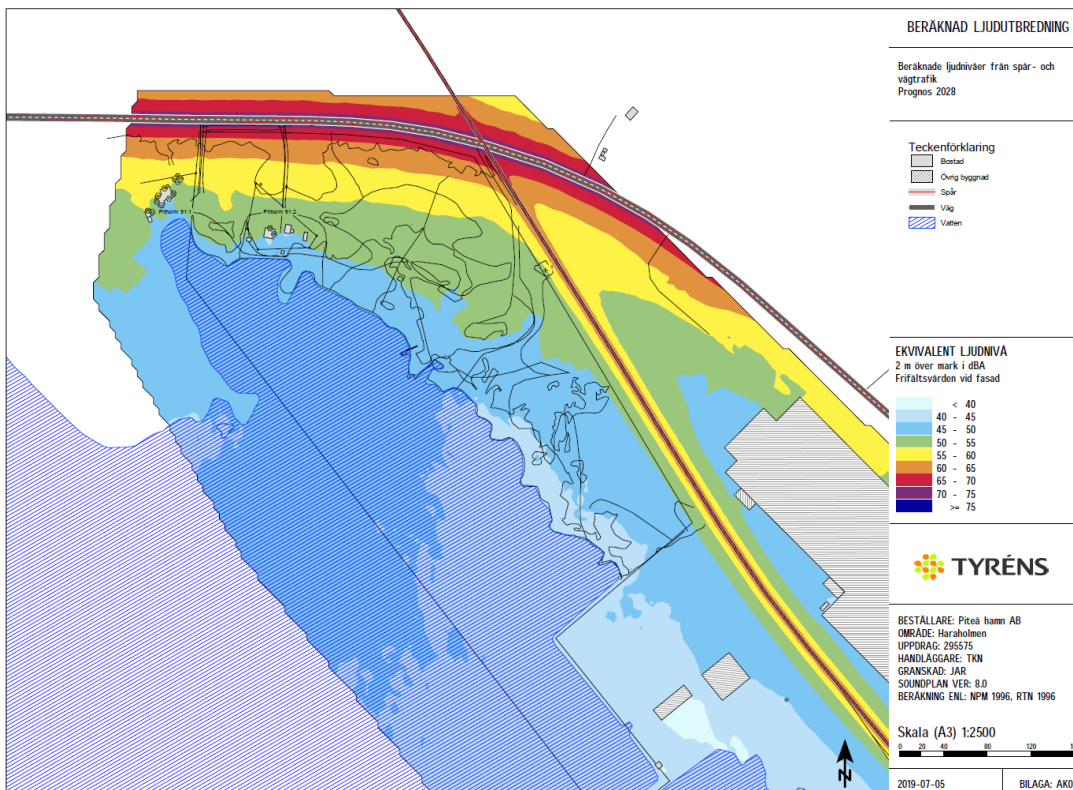 BERÄKNAD LJUDUTBREDNING
Beräknade ljudnivåer från spår- och
vägtrafik
Prognos 2028
Teckenförklaring
Bostad
Övrig byggnad
Spår
Väg
Vatten
Pitholm 91:1
Pitholm 91:2
EKVIVALENT LJUDNIVÅ
2 m över mark i dBA
Frifältsvärden vid fasad
< 40
40 - 45
45 - 50
50 - 55
55 - 60
60 - 65
65 - 70
70 - 75
>= 75
TYRÉNS
BESTÄLLARE: Piteå hamn AB
OMRÅDE: Haraholmen
UPPDRAG: 295575
HANDLÄGGARE: TKN
GRANSKAD: JAR
SOUNDPLAN VER: 8.0
BERÄKNING ENL: NPM 1996, RTN 1996
Skala (A3) 1:2500
0 20 40 80 120
N
2019-07-05
BILAGA: AK0